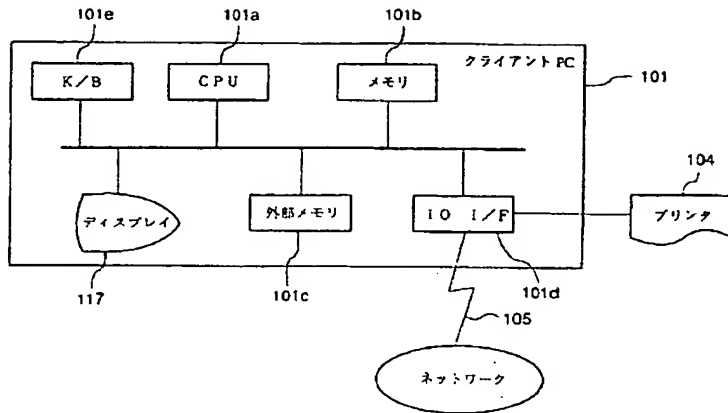 101e
101a
101b
クライアントPC
101
K/B
CPU
メモリ
104
ディスプレイ
外部メモリ
IO I/F
プリンタ
117
101c
101d
105
ネットワーク